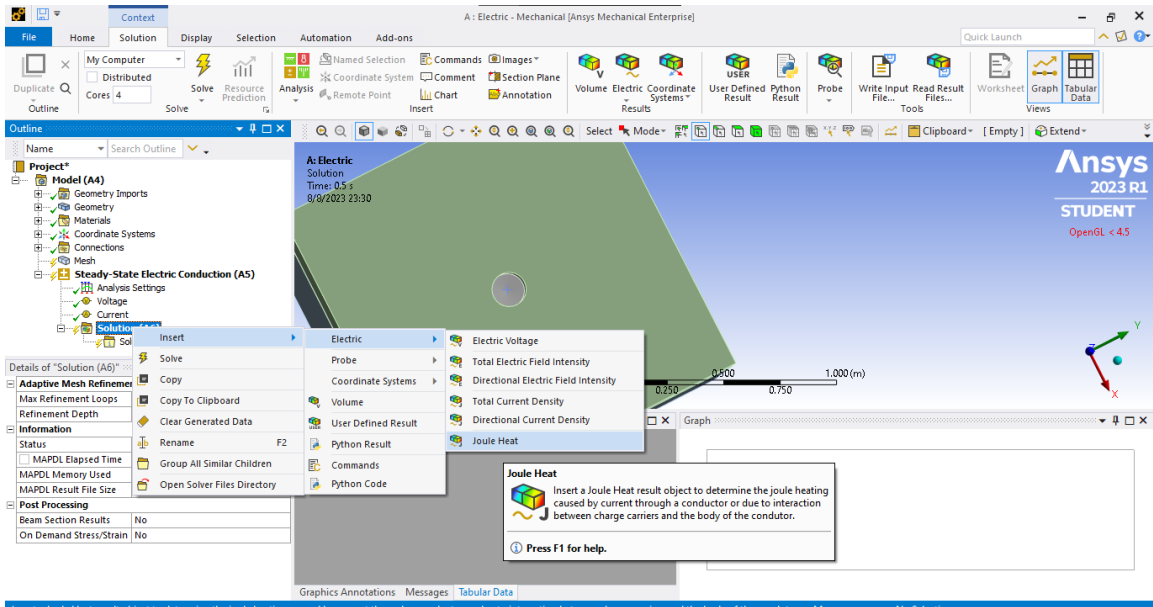 Context
A : Electric - Mechanical [Ansys Mechanical Enterprise]
File Home Solution Display Selection Automation Add-ons
Quick Launch
My Computer
Distributed
Cores 4
Duplicate
Outline
Solve
Resource Prediction
Solve
Analysis
Named Selection
Coordinate System
Remote Point
Commands
Comment
Chart
Images
Section Plane
Annotation
Insert
Volume
Electric
Coordinate Systems
Results
User Defined Result
Python Result
Probe
Write Input File...
Read Result Files...
Tools
Worksheet
Graph
Tabular Data
Views
Outline
Name Search Outline
Select Mode Clipboard [ Empty ] Extend
Project*
Model (A4)
Geometry Imports
Geometry
Materials
Coordinate Systems
Connections
Mesh
Steady-State Electric Conduction (A5)
Analysis Settings
Voltage
Current
Solution (A6)
Sol
A: Electric
Solution
Time: 0.5 s
8/8/2023 23:30
Ansys
2023 R1
STUDENT
OpenGL < 4.5
Y
Z
X
0.250
0.500
0.750
1.000 (m)
Insert
Solve
Copy
Copy To Clipboard
Clear Generated Data
Rename F2
Group All Similar Children
Open Solver Files Directory
Electric
Probe
Coordinate Systems
Volume
User Defined Result
Python Result
Commands
Python Code
Electric Voltage
Total Electric Field Intensity
Directional Electric Field Intensity
Total Current Density
Directional Current Density
Joule Heat
Joule Heat
Insert a Joule Heat result object to determine the joule heating
caused by current through a conductor or due to interaction
between charge carriers and the body of the condutor.
Press F1 for help.
Details of "Solution (A6)"
Adaptive Mesh Refineme
Max Refinement Loops
Refinement Depth
Information
Status
MAPDL Elapsed Time
MAPDL Memory Used
MAPDL Result File Size
Post Processing
Beam Section Results No
On Demand Stress/Strain No
Graph
Graphics Annotations Messages Tabular Data